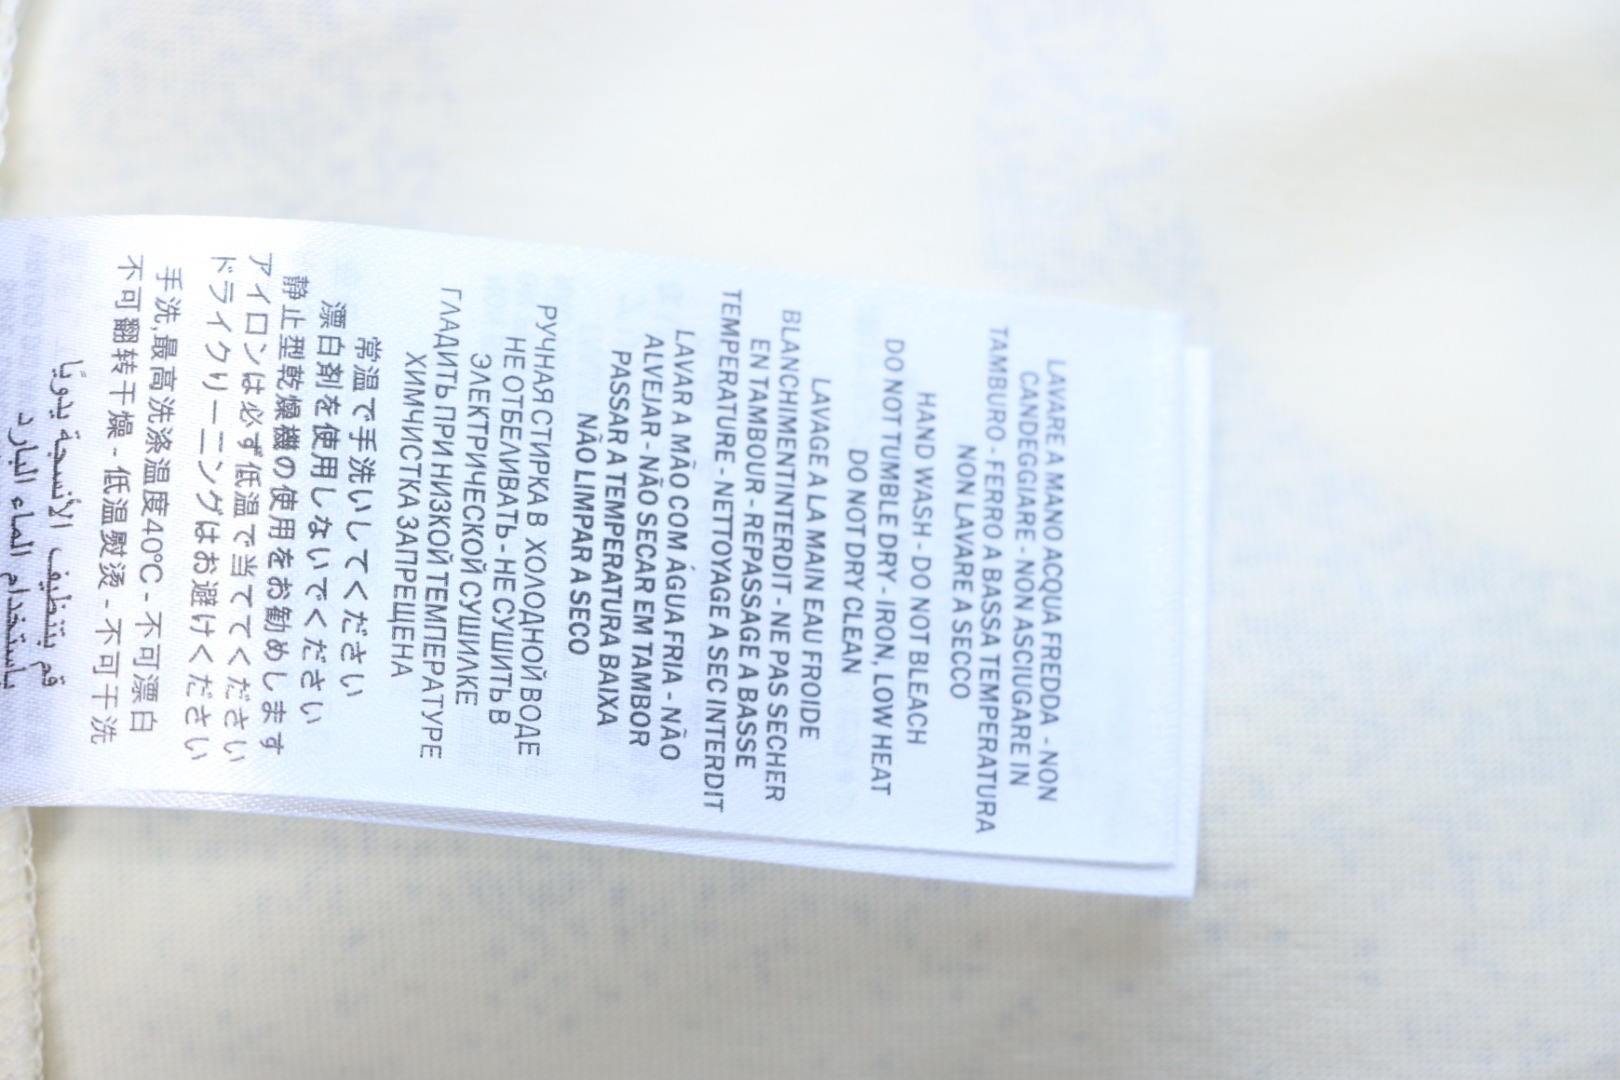 LAVARE A MANO ACQUA FREDDA - NON
CANDEGGIARE - NON ASCIUGARE IN
TAMBURO - FERRO A BASSA TEMPERATURA
NON LAVARE A SECCO
HAND WASH - DO NOT BLEACH
DO NOT TUMBLE DRY - IRON, LOW HEAT
DO NOT DRY CLEAN
LAVAGE A LA MAIN EAU FROIDE
BLANCHIMENT INTERDIT - NE PAS SECHER
EN TAMBOUR - REPASSAGE A BASSE
TEMPERATURE - NETTOYAGE A SEC INTERDIT
LAVAR A MÃO COM ÁGUA FRIA - NÃO
ALVEJAR - NÃO SECAR EM TAMBOR
PASSAR A TEMPERATURA BAIXA
NÃO LIMPAR A SECO
РУЧНАЯ СТИРКА В ХОЛОДНОЙ ВОДЕ
НЕ ОТБЕЛИВАТЬ - НЕ СУШИТЬ В
ЭЛЕКТРИЧЕСКОЙ СУШИЛКЕ
ГЛАДИТЬ ПРИ НИЗКОЙ ТЕМПЕРАТУРЕ
ХИМЧИСТКА ЗАПРЕЩЕНА
常温で手洗いしてください
漂白剤を使用しないでください
静止型乾燥機の使用をお勧めします
アイロンは必ず低温で当ててください
ドライクリーニングはお避けください
手洗,最高洗涤温度40°C - 不可漂白
不可翻转干燥 - 低温熨烫 - 不可干洗
قم بتنظيف الأنسجة يدويًا
باستخدام الماء البارد